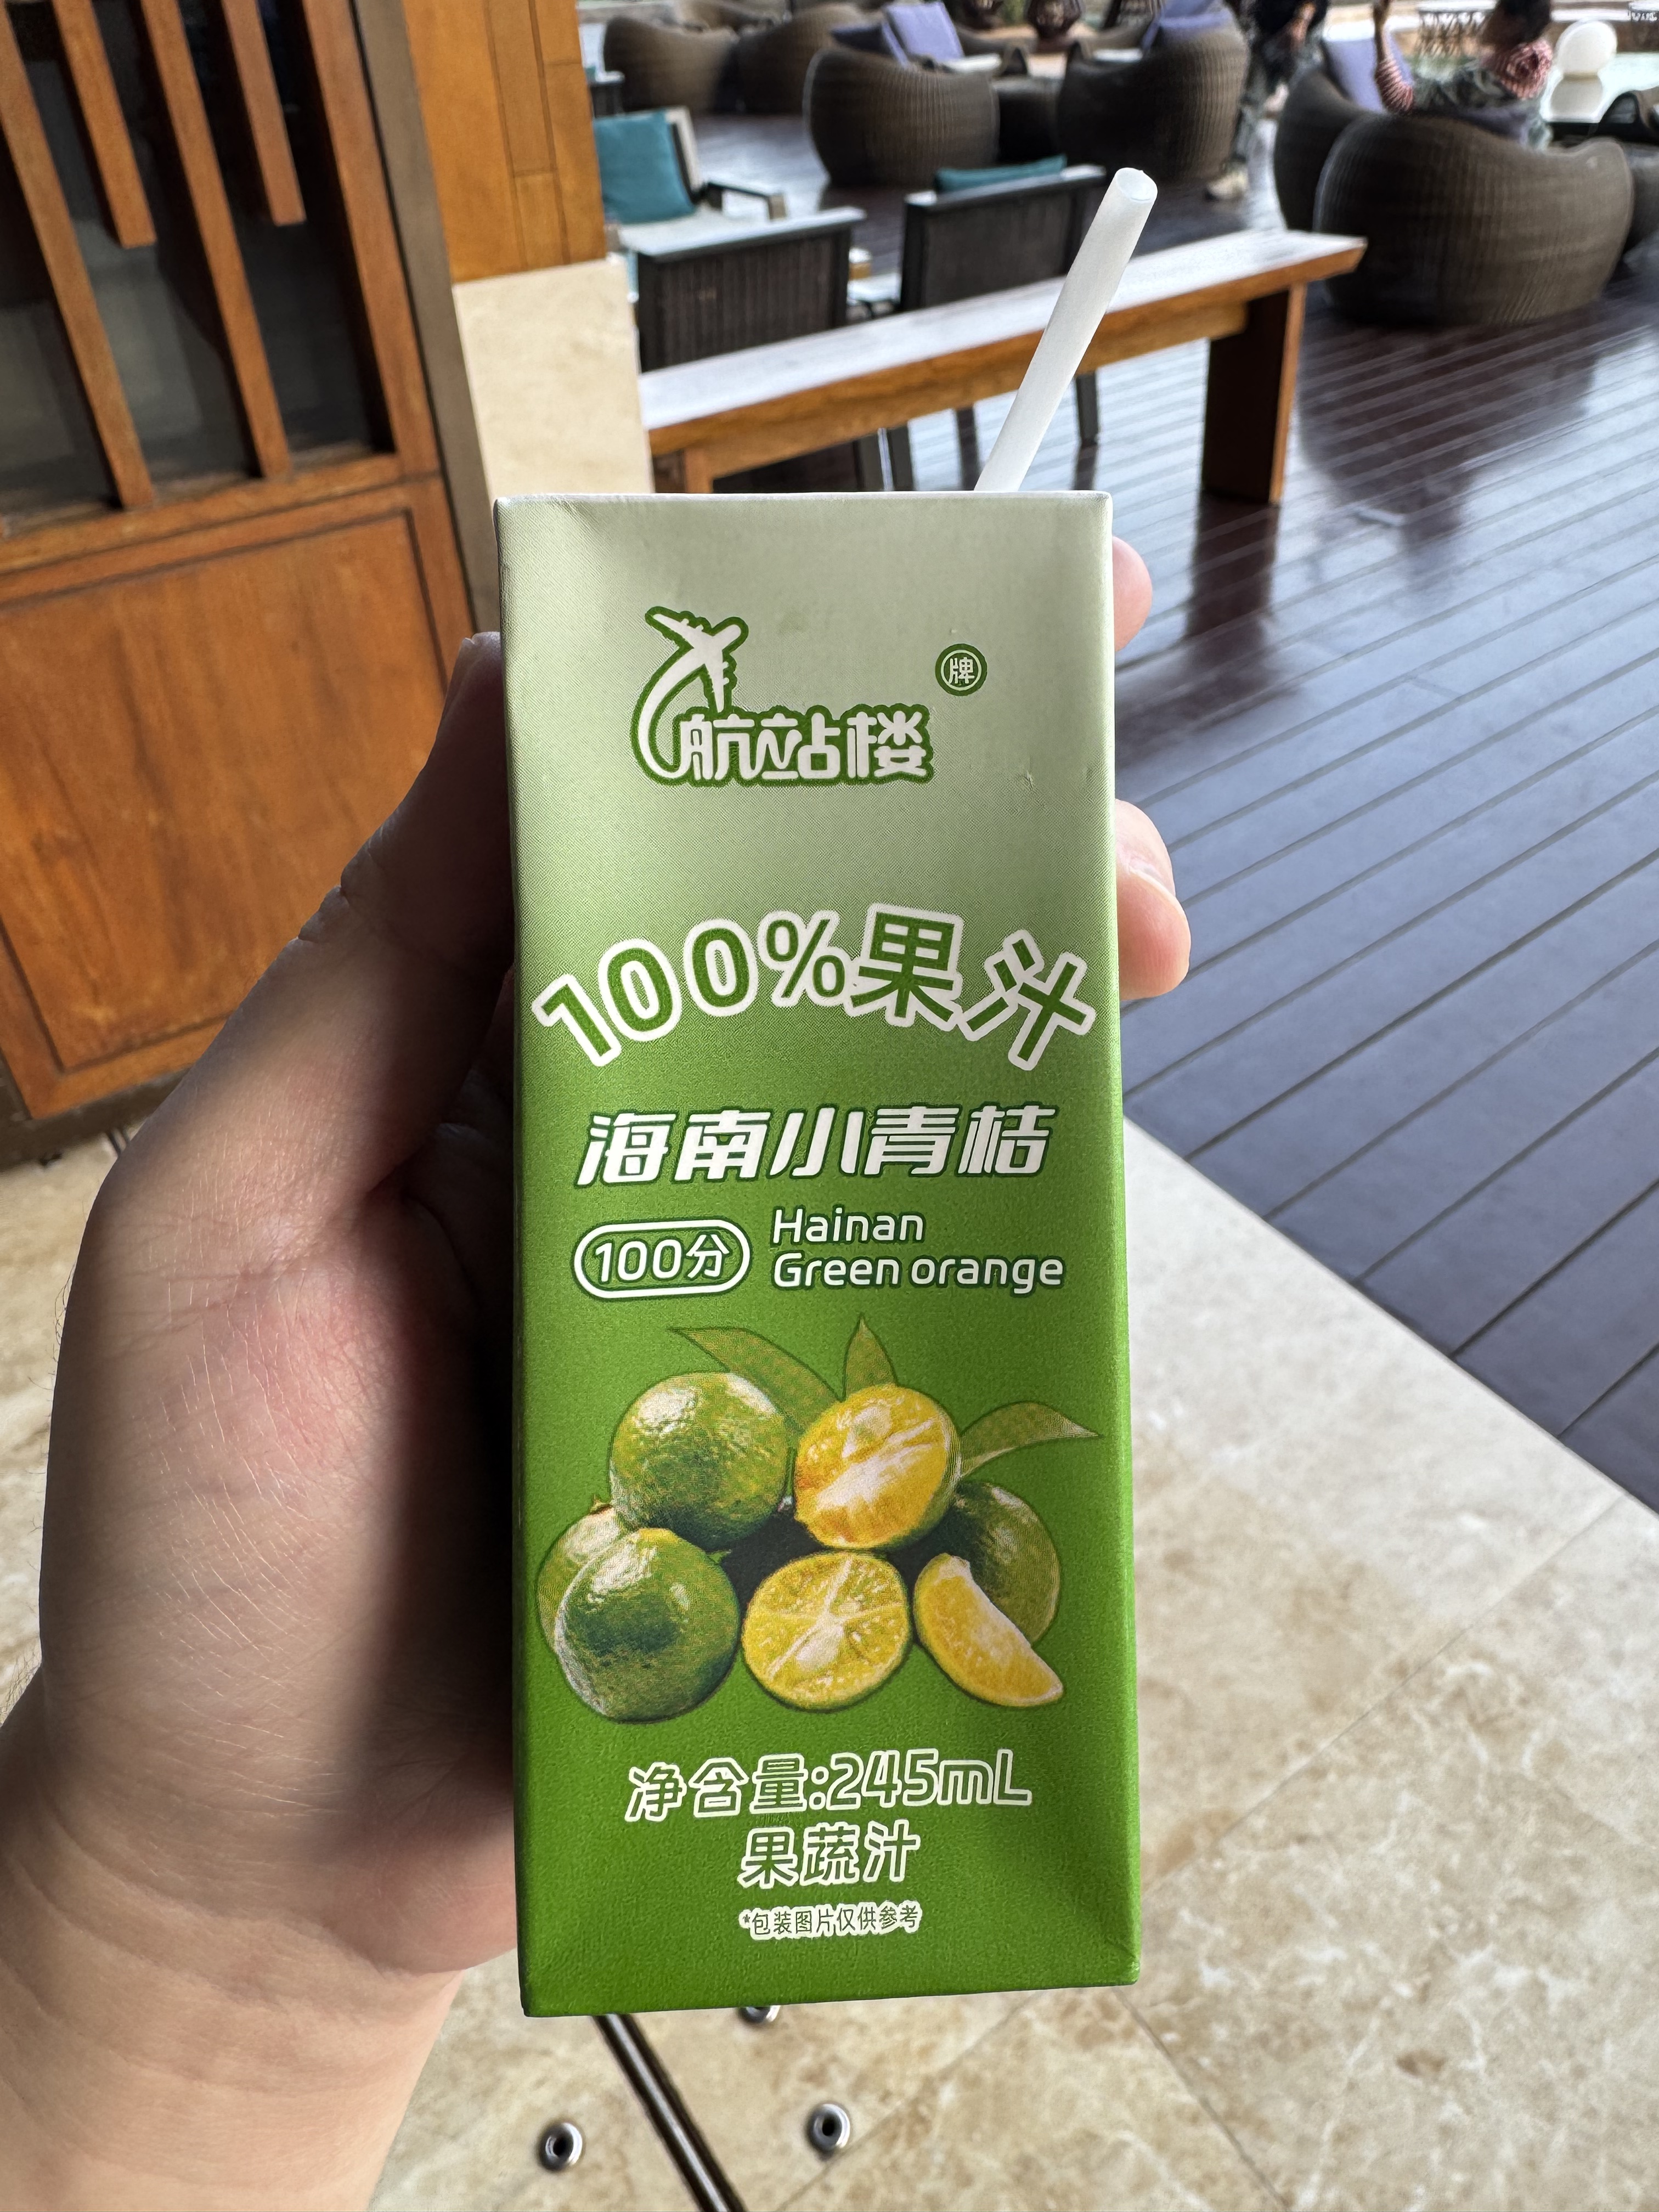 牌
航站楼
100%果汁
海南小青桔
100分
Hainan
Green orange
净含量:245mL
果蔬汁
*包装图片仅供参考